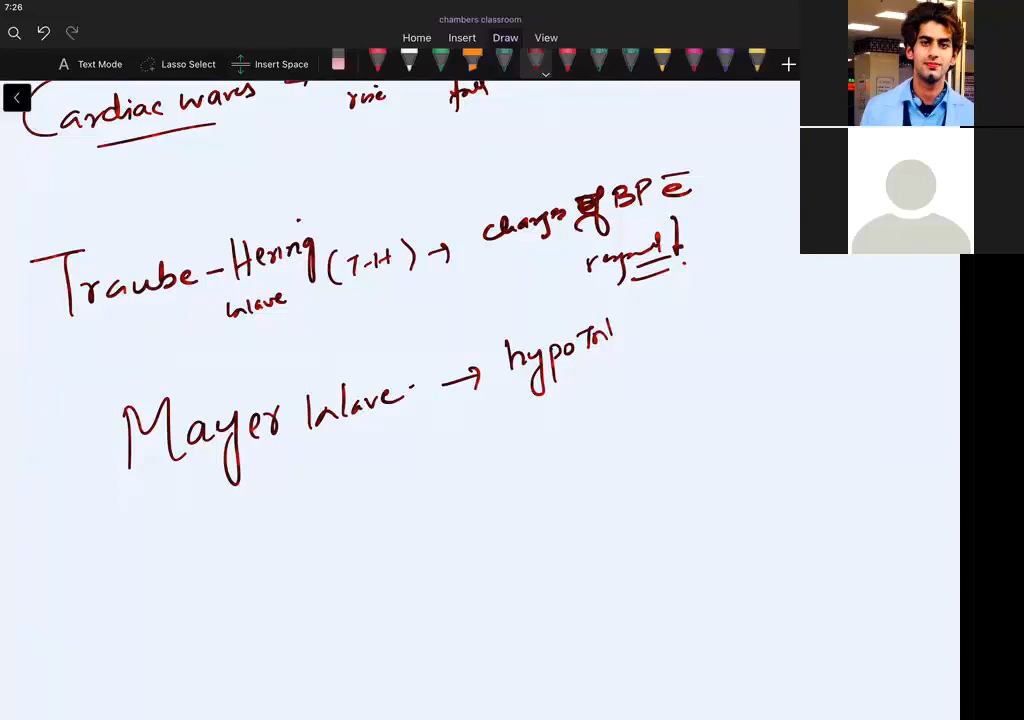 7:26
chambers classroom
Home Insert Draw View
A Text Mode Lasso Select Insert Space
Cardiac waves
rise fall
Traube-Hering (T-H) → changes of BP c̄
wave
Mayer Wave → hypoTn